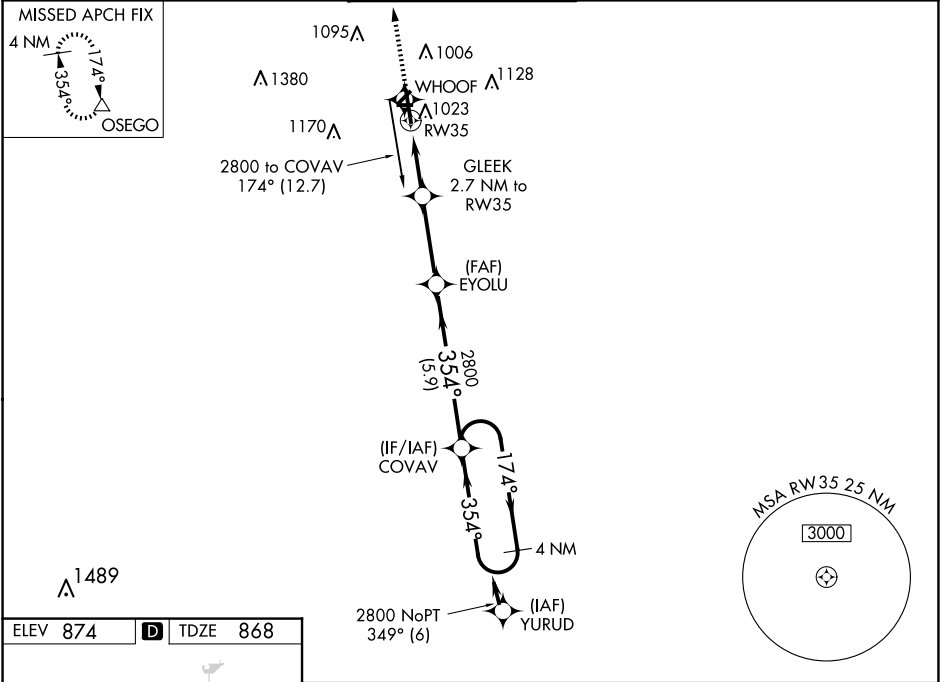 MISSED APCH FIX
4 NM
174°
354°
OSEGO
1095
1006
1380
WHOOF
1128
1023
RW35
1170
2800 to COVAV
174° (12.7)
GLEEK
2.7 NM to
RW35
(FAF)
EYOLU
2800
354°
(5.9)
(IF/IAF)
COVAV
174°
354°
4 NM
MSA RW35 25 NM
3000
1489
2800 NoPT
349° (6)
(IAF)
YURUD
ELEV 874 D TDZE 868